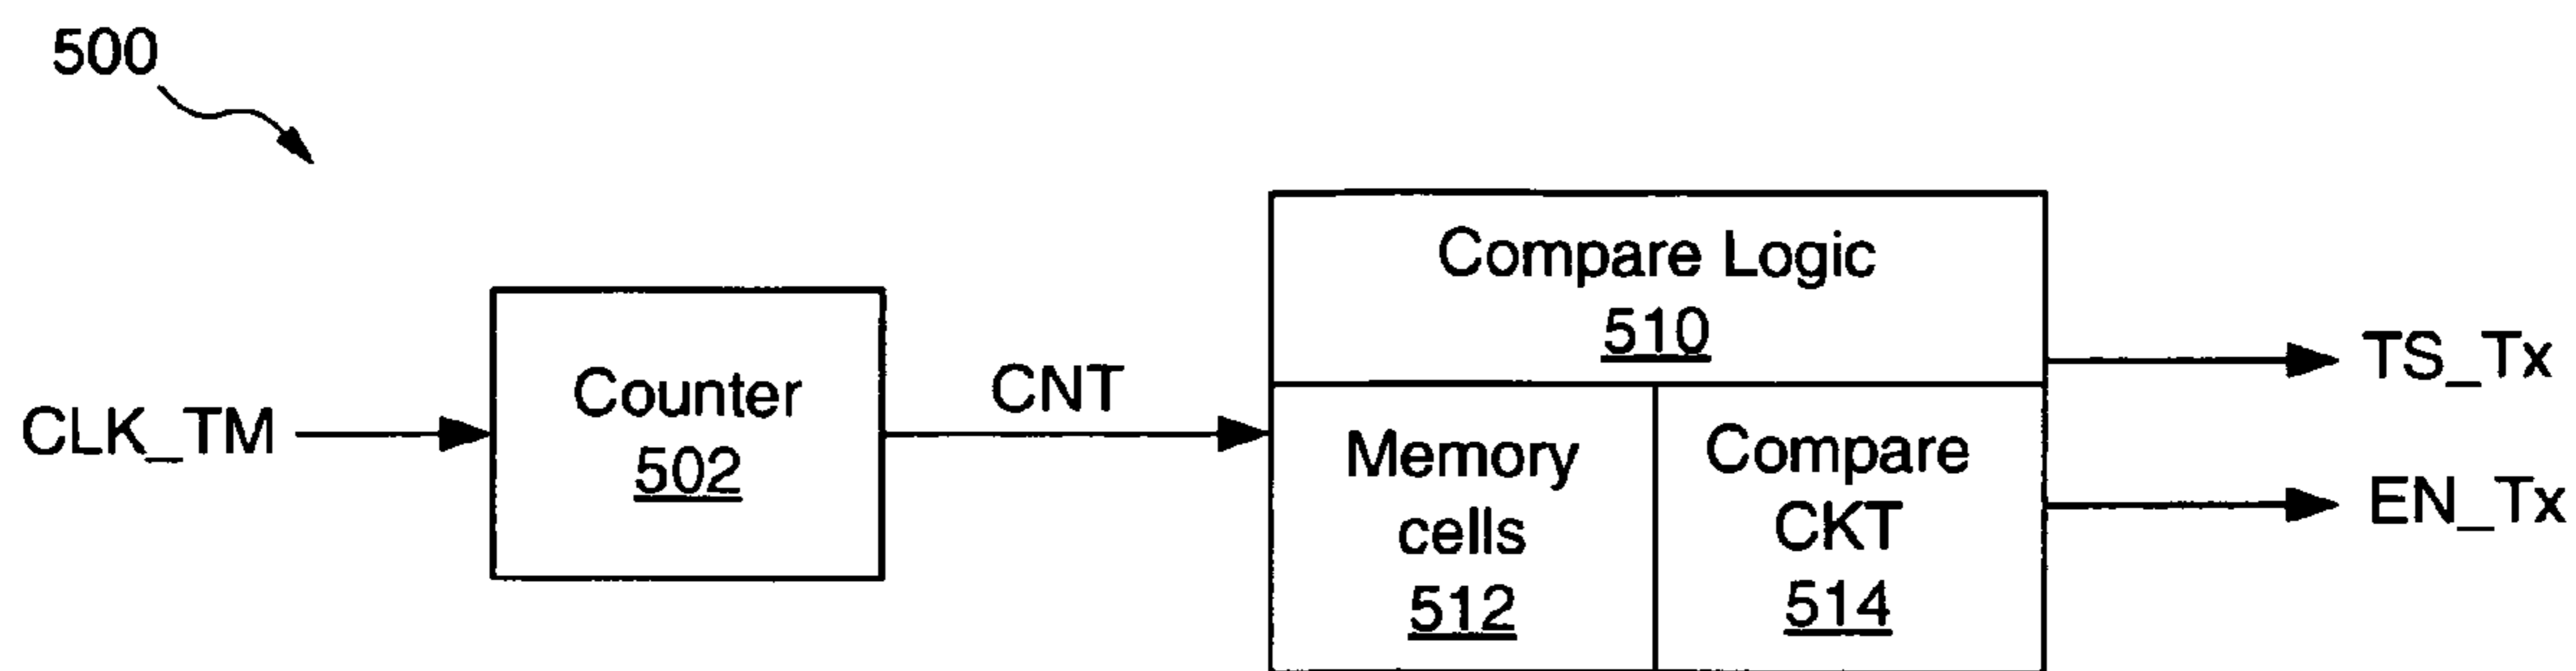 500
CLK_TM
Counter
502
CNT
Compare Logic
510
Memory
cells
512
Compare
CKT
514
TS_Tx
EN_Tx